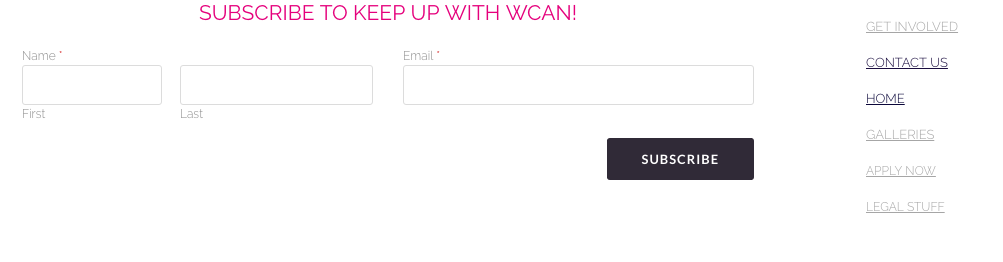 SUBSCRIBE TO KEEP UP WITH WCAN!
Name *
Email *
First
Last
SUBSCRIBE
GET INVOLVED
CONTACT US
HOME
GALLERIES
APPLY NOW
LEGAL STUFF